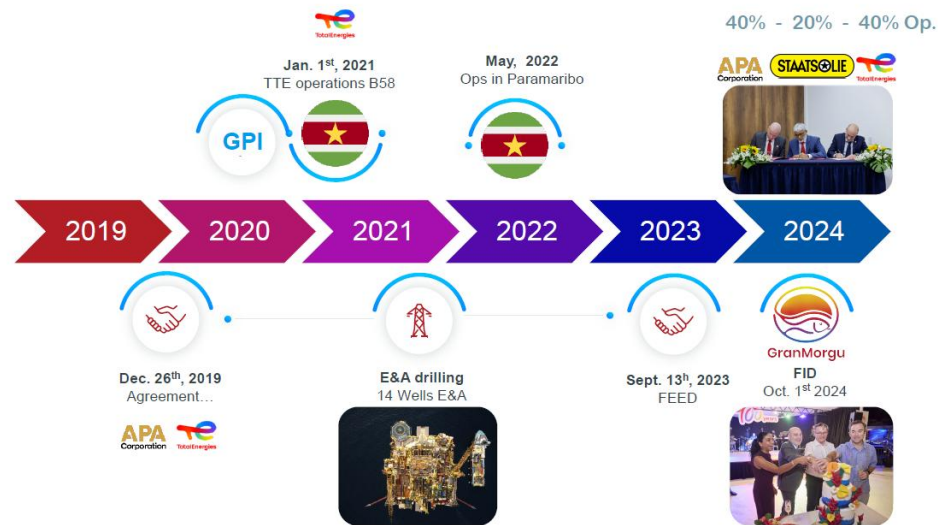 40% - 20% - 40% Op.
TotalEnergies
Jan. 1st, 2021
TTE operations B58
May, 2022
Ops in Paramaribo
APA
Corporation
STAATSOLIE
TotalEnergies
GPI
2019
2020
2021
2022
2023
2024
Dec. 26th, 2019
Agreement…
APA
Corporation
TotalEnergies
E&A drilling
14 Wells E&A
Sept. 13h, 2023
FEED
GranMorgu
FID
Oct. 1st 2024